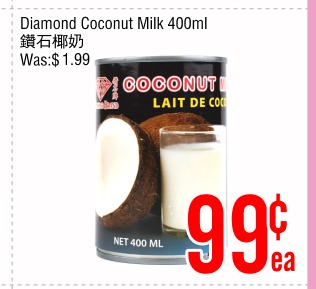 Diamond Coconut Milk 400ml
鑽石椰奶
Was:$1.99
COCONUT
LAIT DE COCO
NET 400 ML
99¢
ea